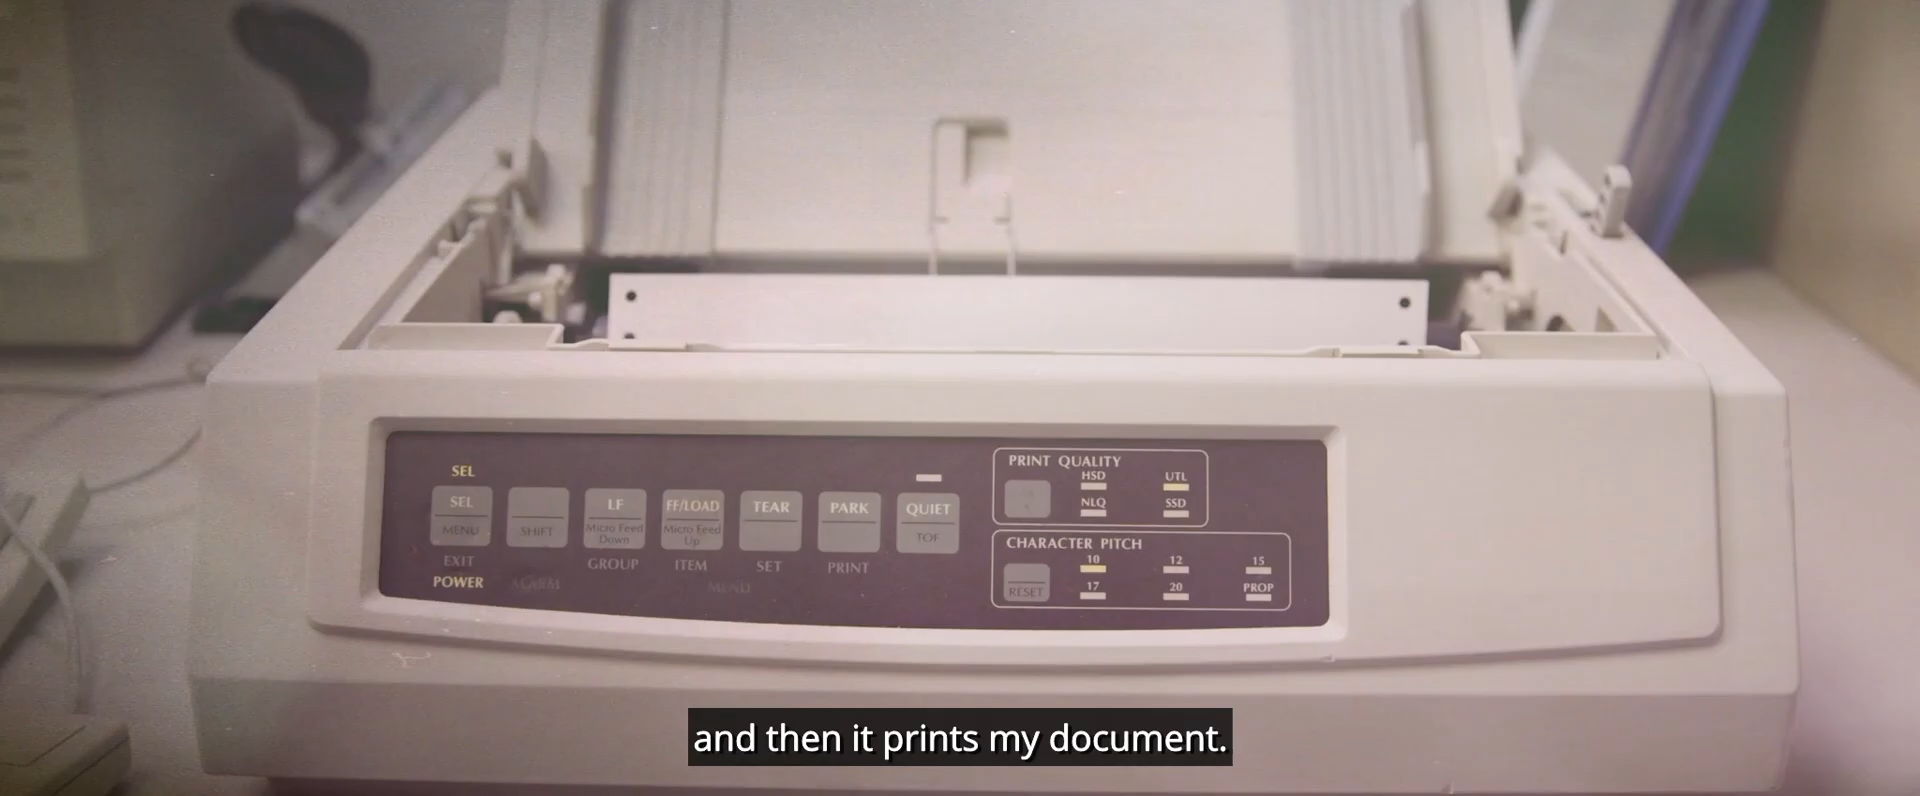 SEL
SEL
MENU
EXIT
POWER
SHIFT
ALARM
LF
Micro Feed
Down
GROUP
FF/LOAD
Micro Feed
Up
ITEM
MENU
TEAR
SET
PARK
PRINT
QUIET
TOF
PRINT QUALITY
HSD
UTL
NLQ
SSD
CHARACTER PITCH
10
12
15
17
20
PROP
RESET
and then it prints my document.